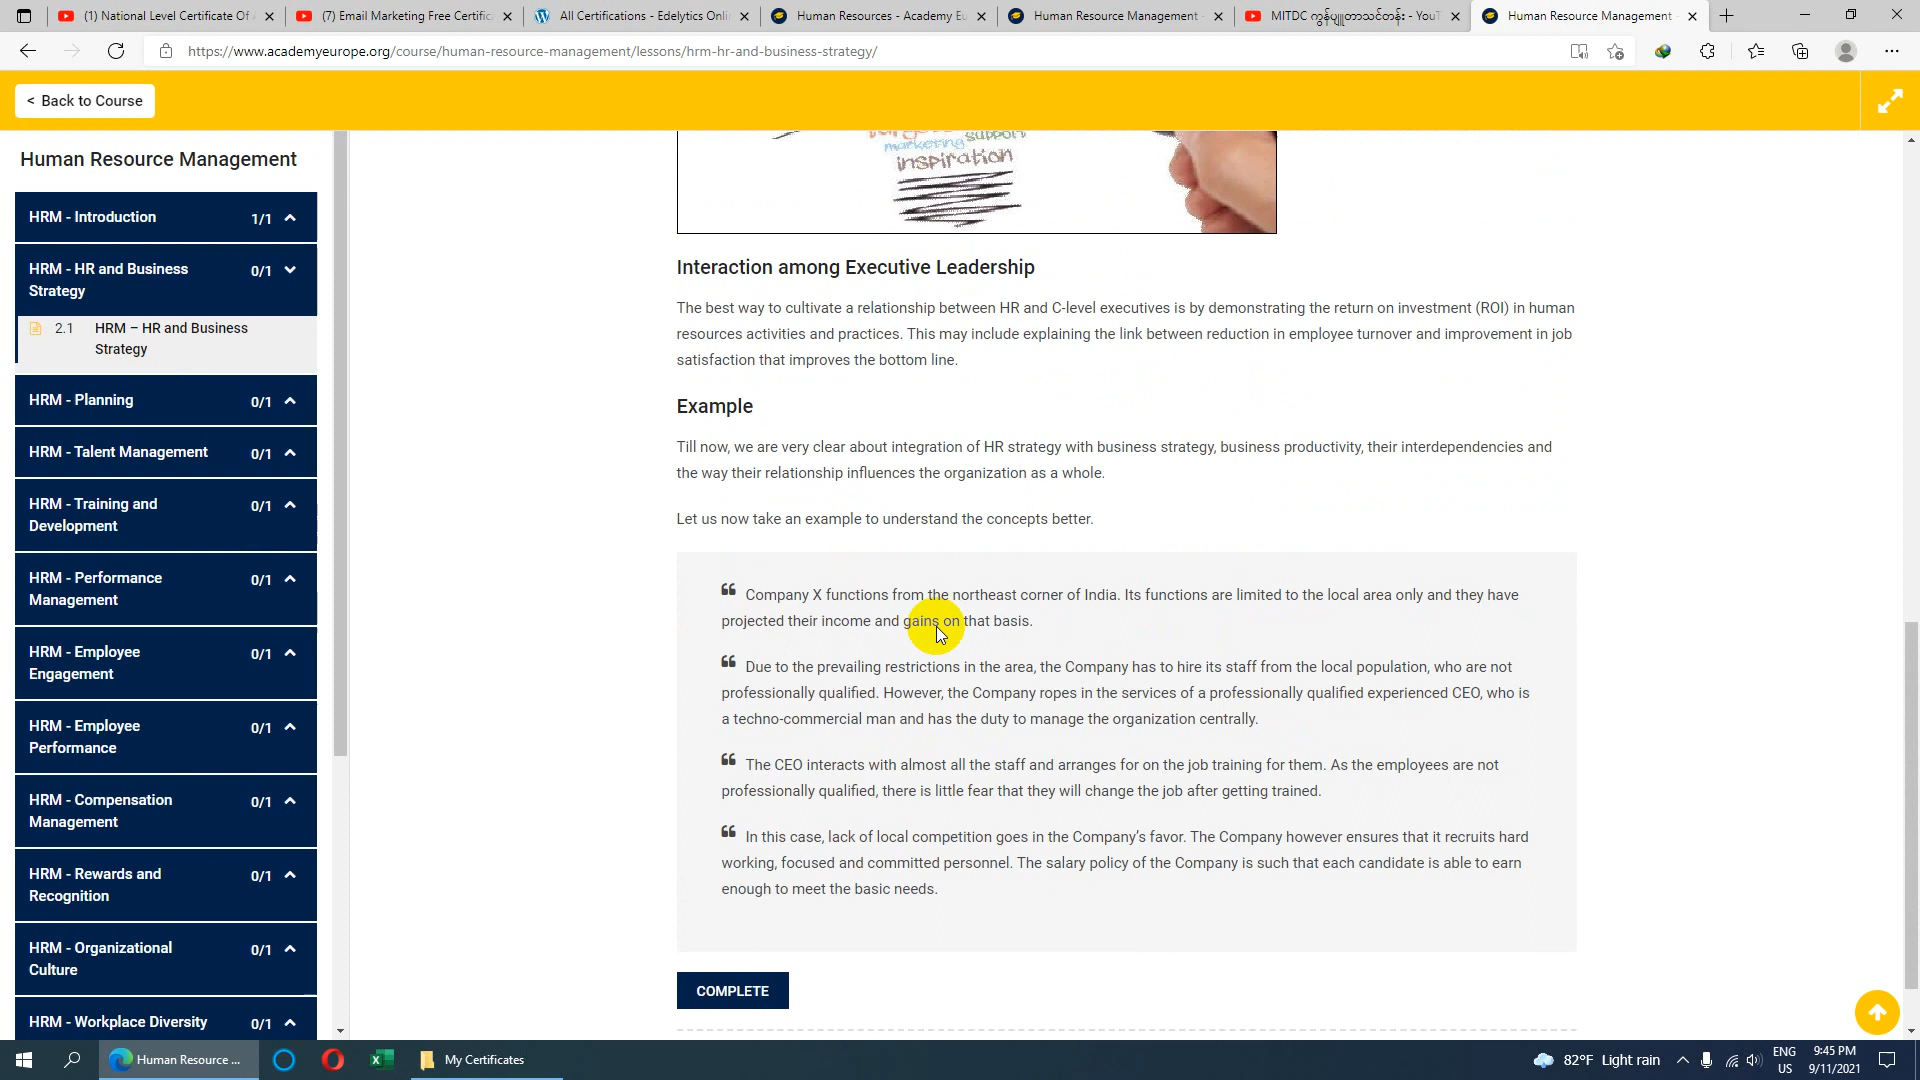 (1) National Level Certificate Of
(7) Email Marketing Free Certific
All Certifications - Edelytics Onlin
Human Resources - Academy Eu
Human Resource Management -
MITDC ကွန်ပျူတာသင်တန်း - YouT
Human Resource Management -
https://www.academyeurope.org/course/human-resource-management/lessons/hrm-hr-and-business-strategy/
< Back to Course
Human Resource Management
HRM - Introduction 1/1
HRM - HR and Business Strategy 0/1
2.1 HRM – HR and Business Strategy
HRM - Planning 0/1
HRM - Talent Management 0/1
HRM - Training and Development 0/1
HRM - Performance Management 0/1
HRM - Employee Engagement 0/1
HRM - Employee Performance 0/1
HRM - Compensation Management 0/1
HRM - Rewards and Recognition 0/1
HRM - Organizational Culture 0/1
HRM - Workplace Diversity 0/1
support
marketing
inspiration
Interaction among Executive Leadership
The best way to cultivate a relationship between HR and C-level executives is by demonstrating the return on investment (ROI) in human
resources activities and practices. This may include explaining the link between reduction in employee turnover and improvement in job
satisfaction that improves the bottom line.
Example
Till now, we are very clear about integration of HR strategy with business strategy, business productivity, their interdependencies and
the way their relationship influences the organization as a whole.
Let us now take an example to understand the concepts better.
❝ Company X functions from the northeast corner of India. Its functions are limited to the local area only and they have
projected their income and gains on that basis.
❝ Due to the prevailing restrictions in the area, the Company has to hire its staff from the local population, who are not
professionally qualified. However, the Company ropes in the services of a professionally qualified experienced CEO, who is
a techno-commercial man and has the duty to manage the organization centrally.
❝ The CEO interacts with almost all the staff and arranges for on the job training for them. As the employees are not
professionally qualified, there is little fear that they will change the job after getting trained.
❝ In this case, lack of local competition goes in the Company’s favor. The Company however ensures that it recruits hard
working, focused and committed personnel. The salary policy of the Company is such that each candidate is able to earn
enough to meet the basic needs.
COMPLETE
Human Resource ...
My Certificates
82°F Light rain
ENG
US
9:45 PM
9/11/2021